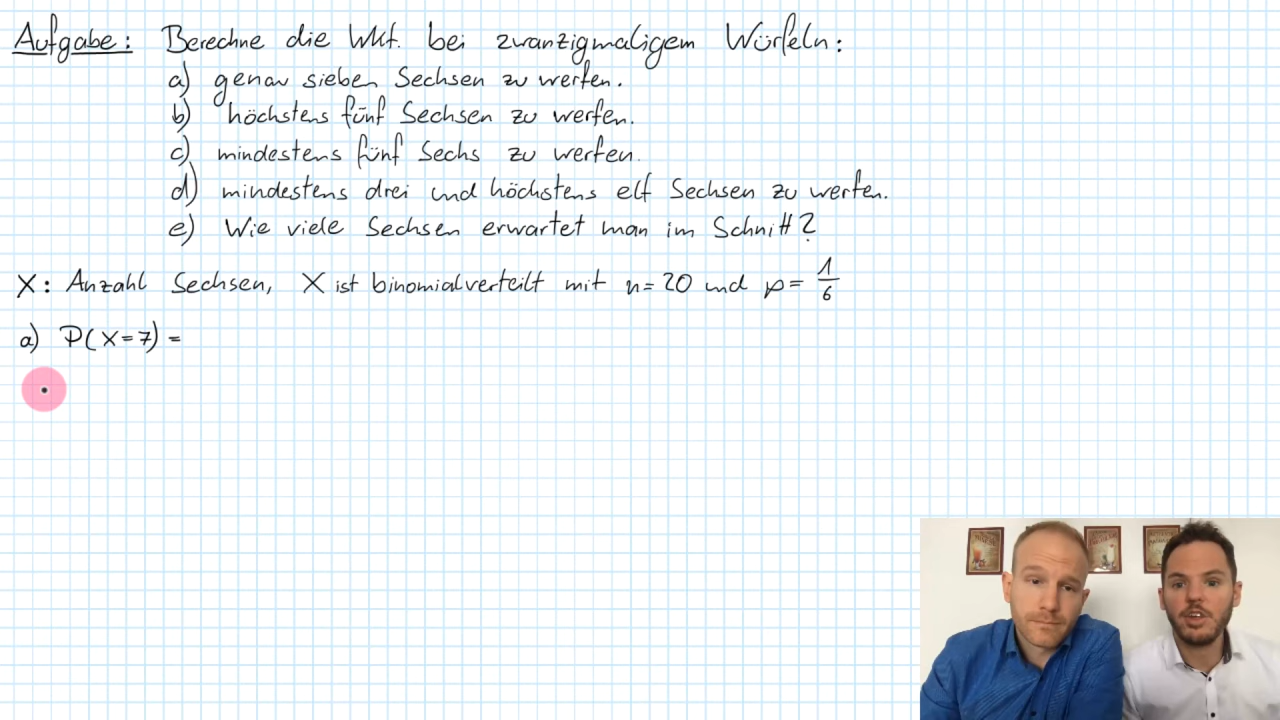 Aufgabe: Berechne die Wkt. bei zwanzigmaligem Würfeln:
a) genau sieben Sechsen zu werfen.
b) höchstens fünf Sechsen zu werfen.
c) mindestens fünf Sechs zu werfen.
d) mindestens drei und höchstens elf Sechsen zu werfen.
e) Wie viele Sechsen erwartet man im Schnitt?
X: Anzahl Sechsen, X ist binomialverteilt mit n=20 und p=1/6
a) P(X=7) =